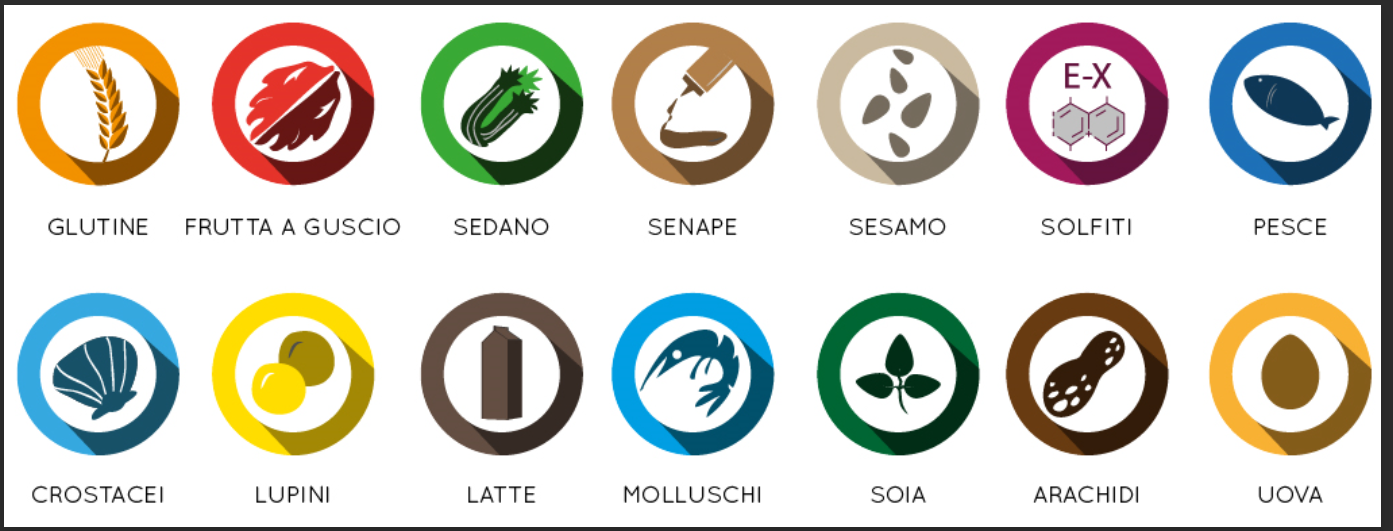 E-X
GLUTINE
FRUTTA A GUSCIO
SEDANO
SENAPE
SESAMO
SOLFITI
PESCE
CROSTACEI
LUPINI
LATTE
MOLLUSCHI
SOIA
ARACHIDI
UOVA